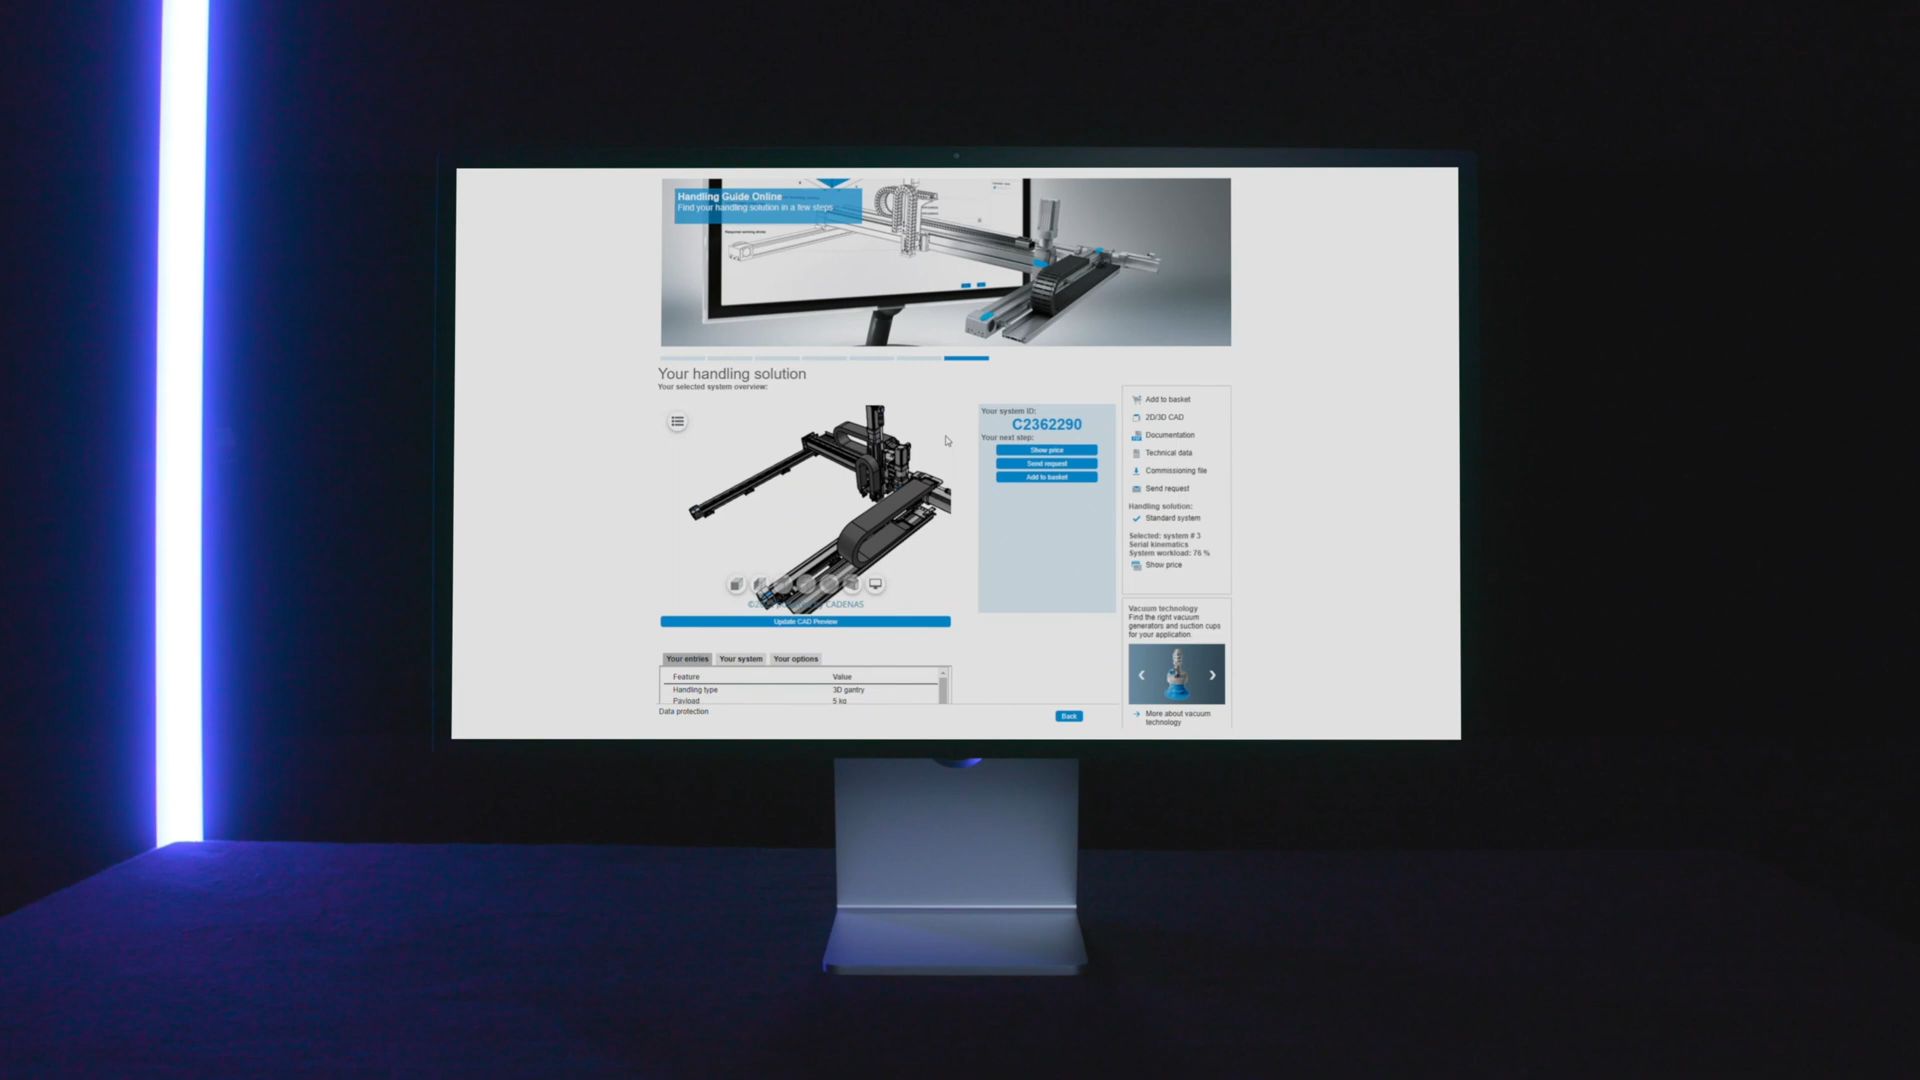 Handling Guide Online
Find your handling solution in a few steps
Your handling solution
Your selected system overview:
Your system ID:
C2362290
Your next step:
Show price
Send request
Add to basket
CADENAS
Update CAD Preview
Your entries
Your system
Your options
Feature Value
Handling type 3D gantry
Payload 5 kg
Data protection
Back
Add to basket
2D/3D CAD
Documentation
Technical data
Commissioning file
Send request
Handling solution:
Standard system
Selected: system # 3
Serial kinematics
System workload: 76 %
Show price
Vacuum technology
Find the right vacuum
generators and suction cups
for your application.
More about vacuum
technology